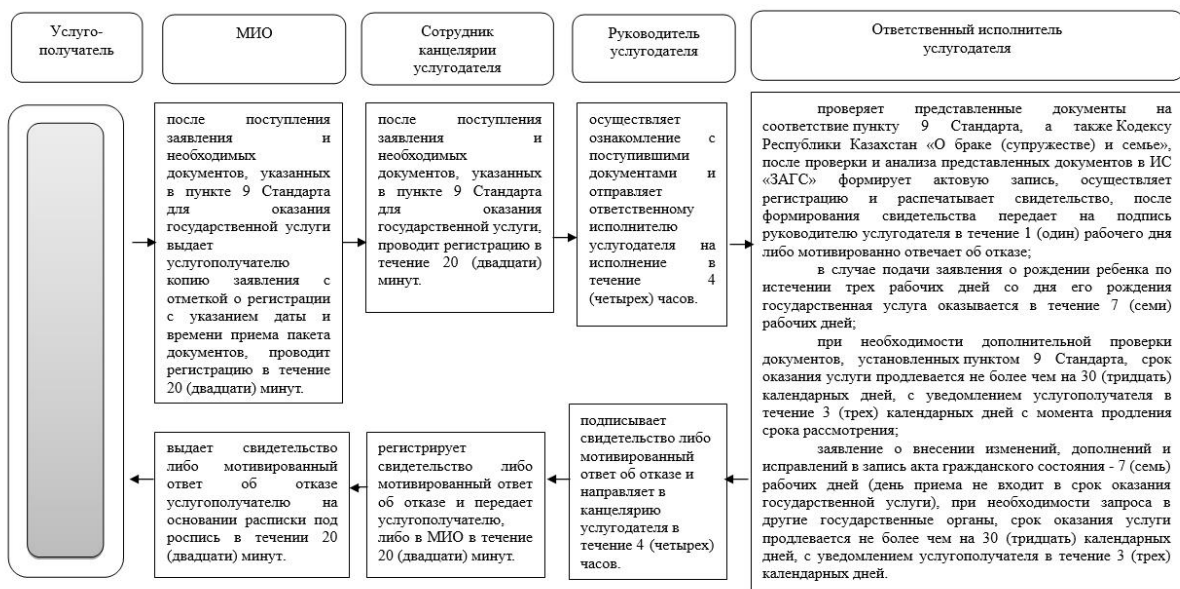 Услуго-
получатель
МИО
Сотрудник
канцелярии
услугодателя
Руководитель
услугодателя
Ответственный исполнитель
услугодателя
после поступления
заявления и
необходимых
документов, указанных
в пункте 9 Стандарта
для оказания
государственной услуги
выдает
услугополучателю
копию заявления с
отметкой о регистрации
с указанием даты и
времени приема пакета
документов, проводит
регистрацию в течение
20 (двадцати) минут.
после поступления
заявления и
необходимых
документов, указанных
в пункте 9 Стандарта
для оказания
государственной услуги,
проводит регистрацию в
течение 20 (двадцати)
минут.
осуществляет
ознакомление с
поступившими
документами и
отправляет
ответственному
исполнителю
услугодателя на
исполнение в
течение 4
(четырех) часов.
проверяет представленные документы на
соответствие пункту 9 Стандарта, а также Кодексу
Республики Казахстан «О браке (супружестве) и семье»,
после проверки и анализа представленных документов в ИС
«ЗАГС» формирует актовую запись, осуществляет
регистрацию и распечатывает свидетельство, после
формирования свидетельства передает на подпись
руководителю услугодателя в течение 1 (один) рабочего дня
либо мотивированно отвечает об отказе;
в случае подачи заявления о рождении ребенка по
истечении трех рабочих дней со дня его рождения
государственная услуга оказывается в течение 7 (семи)
рабочих дней;
при необходимости дополнительной проверки
документов, установленных пунктом 9 Стандарта, срок
оказания услуги продлевается не более чем на 30 (тридцать)
календарных дней, с уведомлением услугополучателя в
течение 3 (трех) календарных дней с момента продления
срока рассмотрения;
заявление о внесении изменений, дополнений и
исправлений в запись акта гражданского состояния - 7 (семь)
рабочих дней (день приема не входит в срок оказания
государственной услуги), при необходимости запроса в
другие государственные органы, срок оказания услуги
продлевается не более чем на 30 (тридцать) календарных
дней, с уведомлением услугополучателя в течение 3 (трех)
календарных дней.
выдает свидетельство
либо мотивированный
ответ об отказе
услугополучателю на
основании расписки под
роспись в течении 20
(двадцати) минут.
регистрирует
свидетельство либо
мотивированный ответ
об отказе и передает
услугополучателю,
либо в МИО в течение
20 (двадцати) минут.
подписывает
свидетельство либо
мотивированный
ответ об отказе и
направляет в
канцелярию
услугодателя в
течение 4 (четырех)
часов.